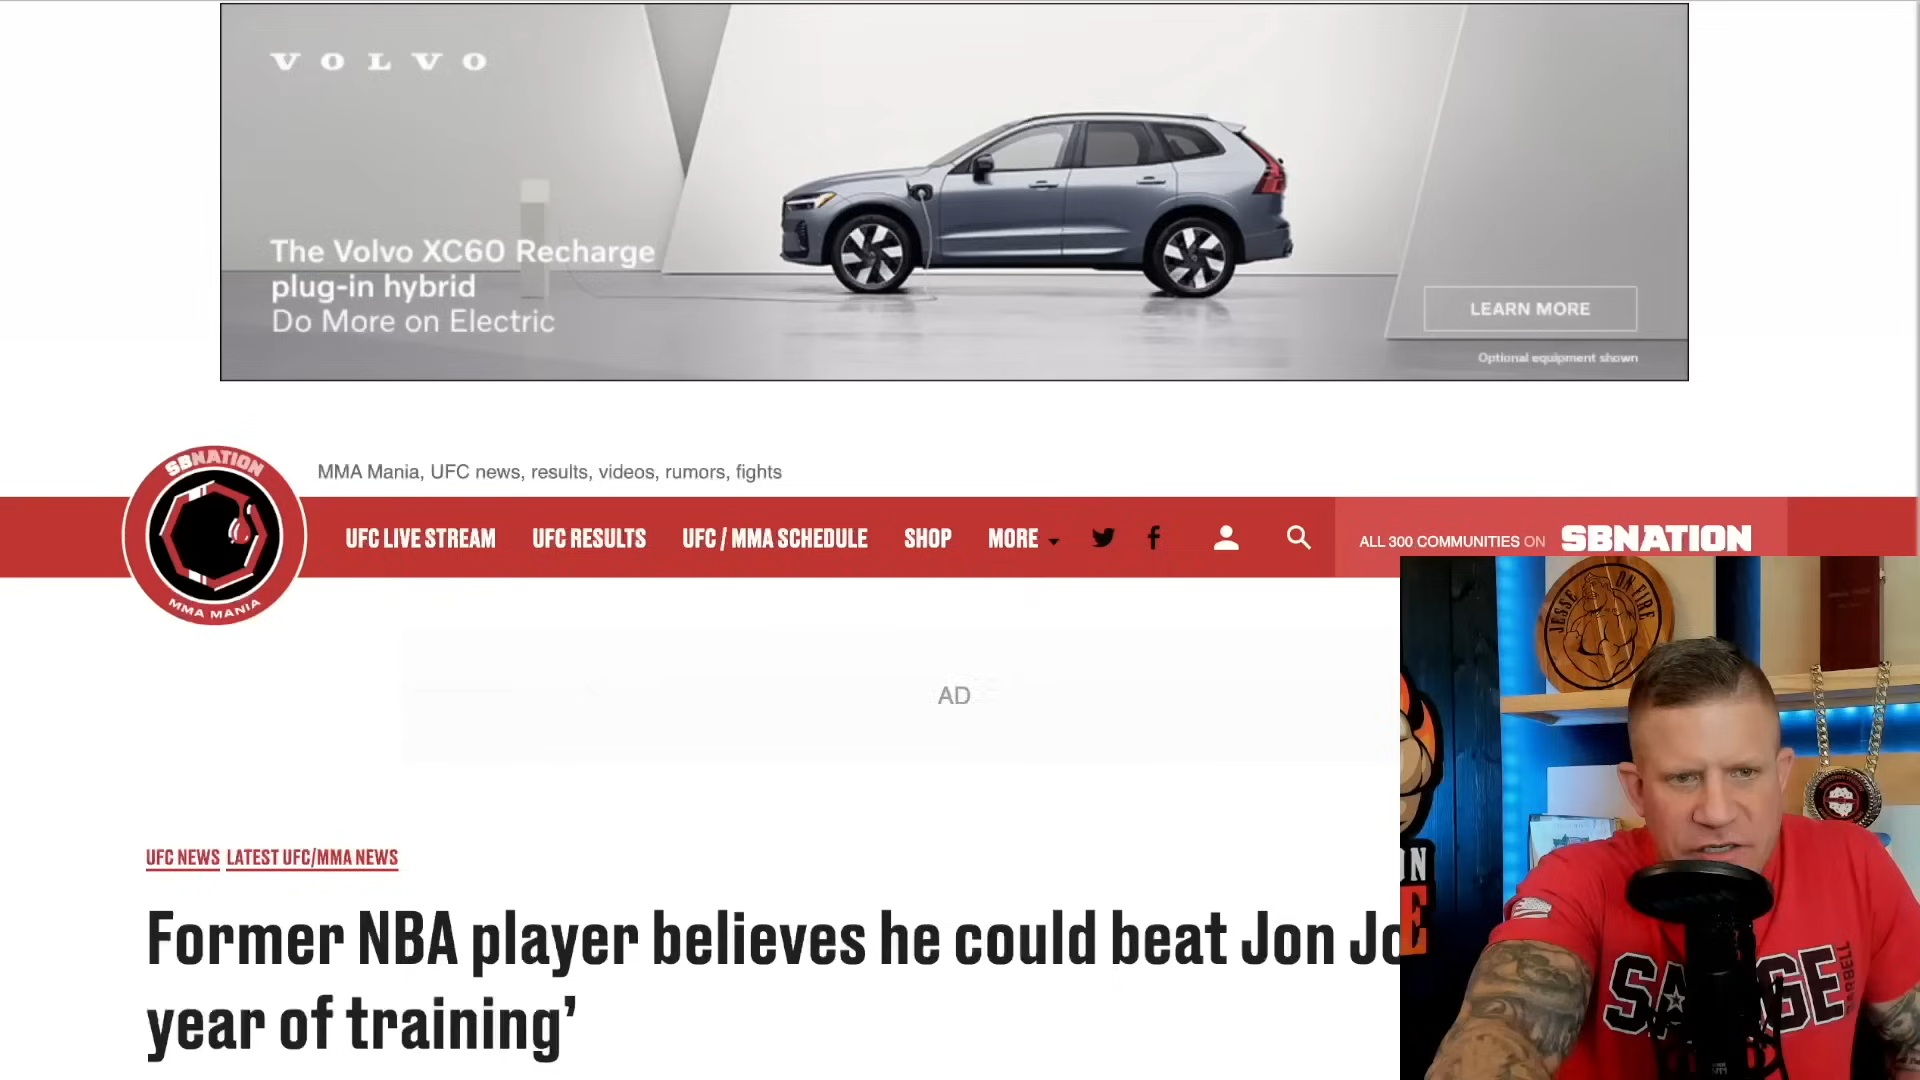 VOLVO
The Volvo XC60 Recharge
plug-in hybrid
Do More on Electric
LEARN MORE
Optional equipment shown
SBNATION
MMA MANIA
MMA Mania, UFC news, results, videos, rumors, fights
UFC LIVE STREAM UFC RESULTS UFC / MMA SCHEDULE SHOP MORE
ALL 300 COMMUNITIES ON SBNATION
AD
UFC NEWS LATEST UFC/MMA NEWS
Former NBA player believes he could beat Jon Jo
year of training’
JESSE ON FIRE